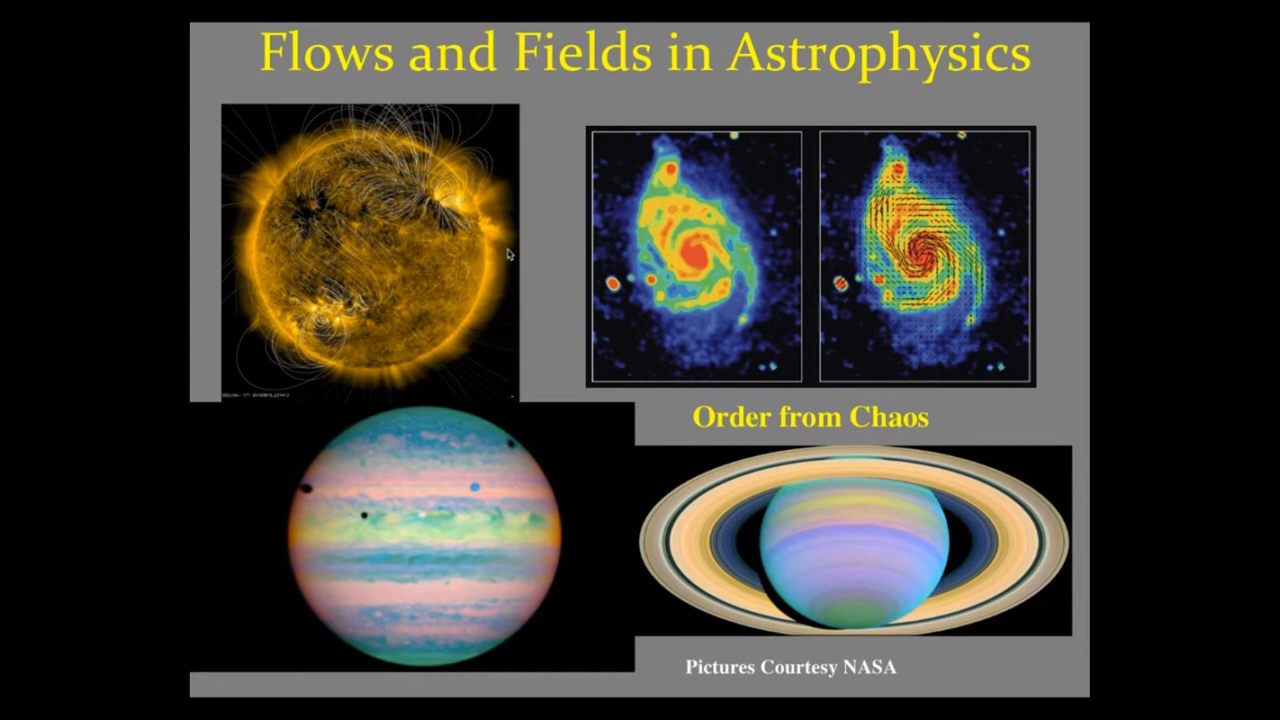 Flows and Fields in Astrophysics
Order from Chaos
Pictures Courtesy NASA